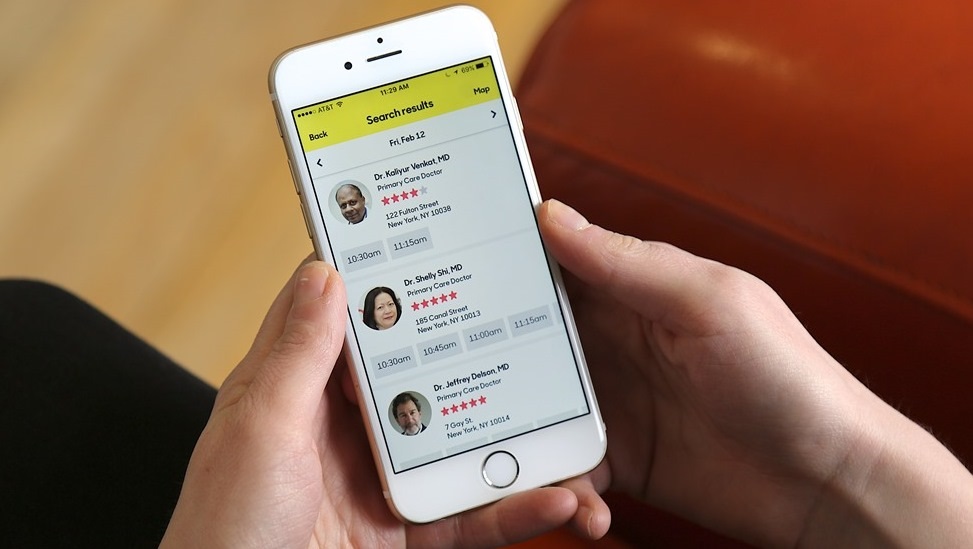 AT&T 11:29 AM 69%
Back Search results Map
Fri, Feb 12
Dr. Kaliyur Venkat, MD
Primary Care Doctor
122 Fulton Street
New York, NY 10038
10:30am 11:15am
Dr. Shelly Shi, MD
Primary Care Doctor
185 Canal Street
New York, NY 10013
10:30am 10:45am 11:00am 11:15am
Dr. Jeffrey Delson, MD
Primary Care Doctor
7 Gay St.
New York, NY 10014